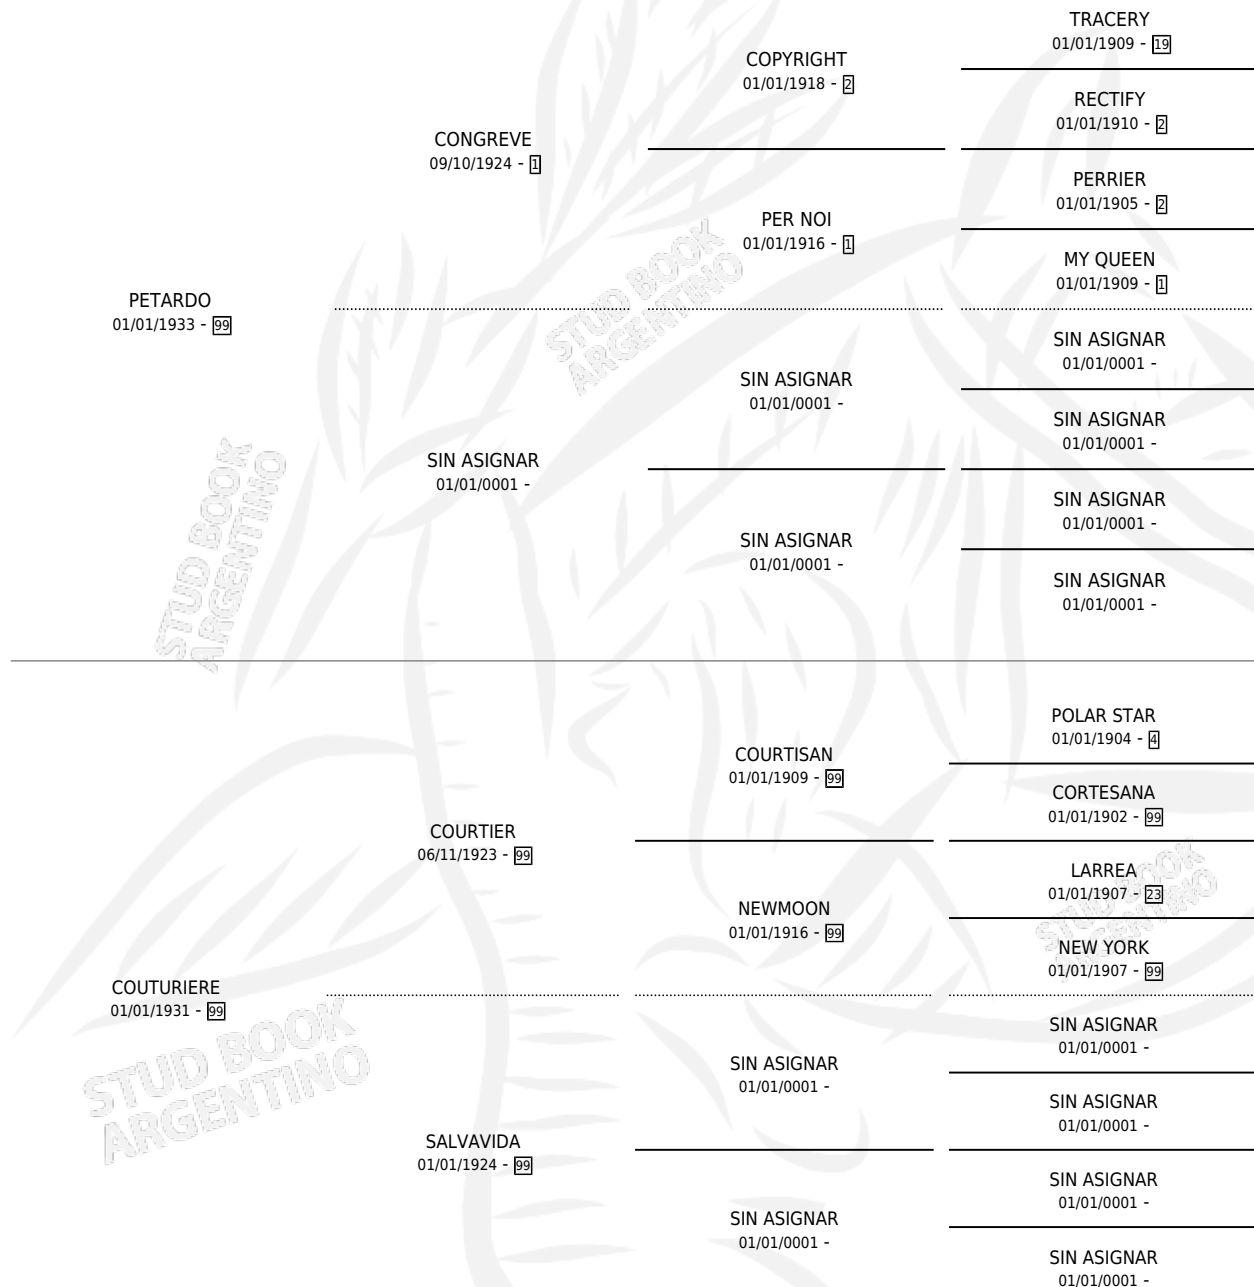 TRACERY
01/01/1909 - 19
COPYRIGHT
01/01/1918 - 2
RECTIFY
01/01/1910 - 2
CONGREVE
09/10/1924 - 1
PERRIER
01/01/1905 - 2
PER NOI
01/01/1916 - 1
MY QUEEN
01/01/1909 - 1
PETARDO
01/01/1933 - 99
SIN ASIGNAR
01/01/0001 -
SIN ASIGNAR
01/01/0001 -
SIN ASIGNAR
01/01/0001 -
SIN ASIGNAR
01/01/0001 -
SIN ASIGNAR
01/01/0001 -
SIN ASIGNAR
01/01/0001 -
SIN ASIGNAR
01/01/0001 -
STUD BOOK
ARGENTINO
STUD BOOK
ARGENTINO
POLAR STAR
01/01/1904 - 4
COURTISAN
01/01/1909 - 99
CORTESANA
01/01/1902 - 99
COURTIER
06/11/1923 - 99
LARREA
01/01/1907 - 23
NEWMOON
01/01/1916 - 99
NEW YORK
01/01/1907 - 99
COUTURIERE
01/01/1931 - 99
SIN ASIGNAR
01/01/0001 -
SIN ASIGNAR
01/01/0001 -
SIN ASIGNAR
01/01/0001 -
SALVAVIDA
01/01/1924 - 99
SIN ASIGNAR
01/01/0001 -
SIN ASIGNAR
01/01/0001 -
SIN ASIGNAR
01/01/0001 -
STUD BOOK
ARGENTINO
STUD BOOK
ARGENTINO